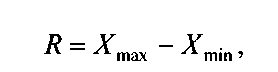 R = X_max − X_min,